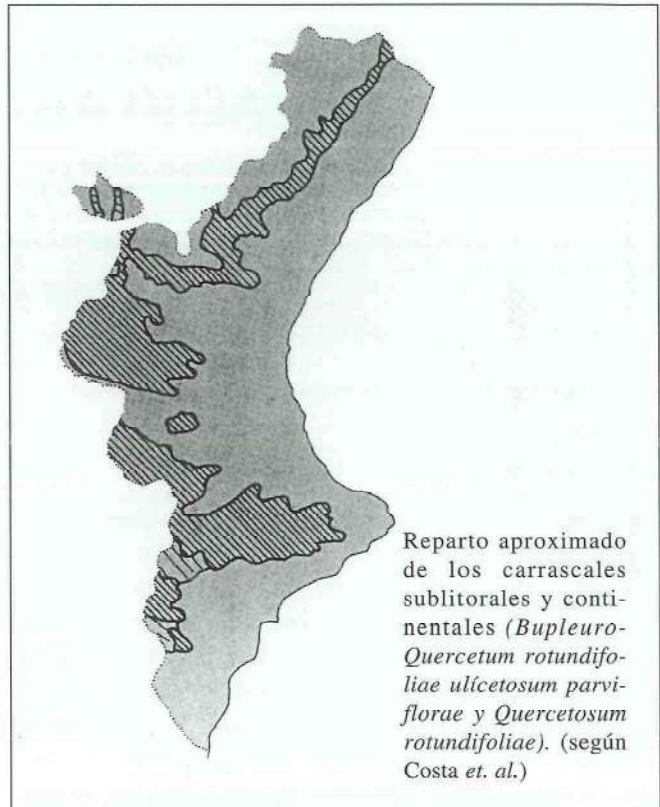 Reparto aproximado
de los carrascales
sublitorales y conti-
nentales (Bupleuro-
Quercetum rotundifo-
liae ulícetosum parvi-
florae y Quercetosum
rotundifoliae). (según
Costa et. al.)